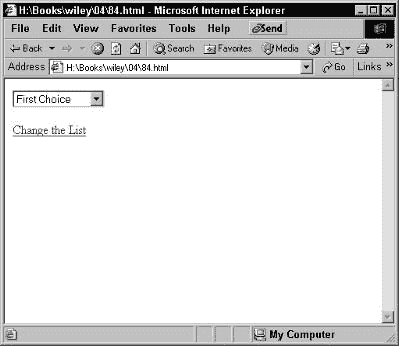 H:\Books\wiley\04\84.html - Microsoft Internet Explorer
File Edit View Favorites Tools Help Send
Back Search Favorites Media »
Address H:\Books\wiley\04\84.html Go Links »
First Choice
Change the List
My Computer